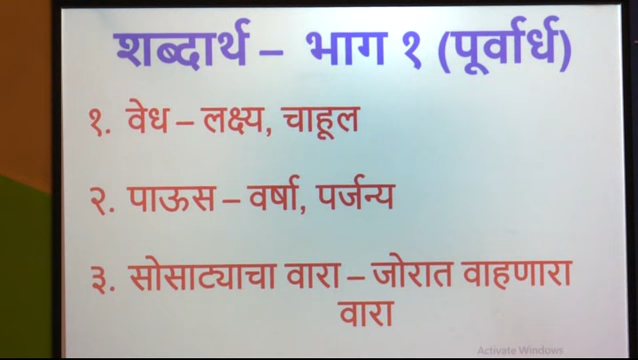 शब्दार्थ – भाग १ (पूर्वार्ध)
१. वेध – लक्ष्य, चाहूल
२. पाऊस – वर्षा, पर्जन्य
३. सोसाट्याचा वारा – जोरात वाहणारा
वारा
Activate Windows